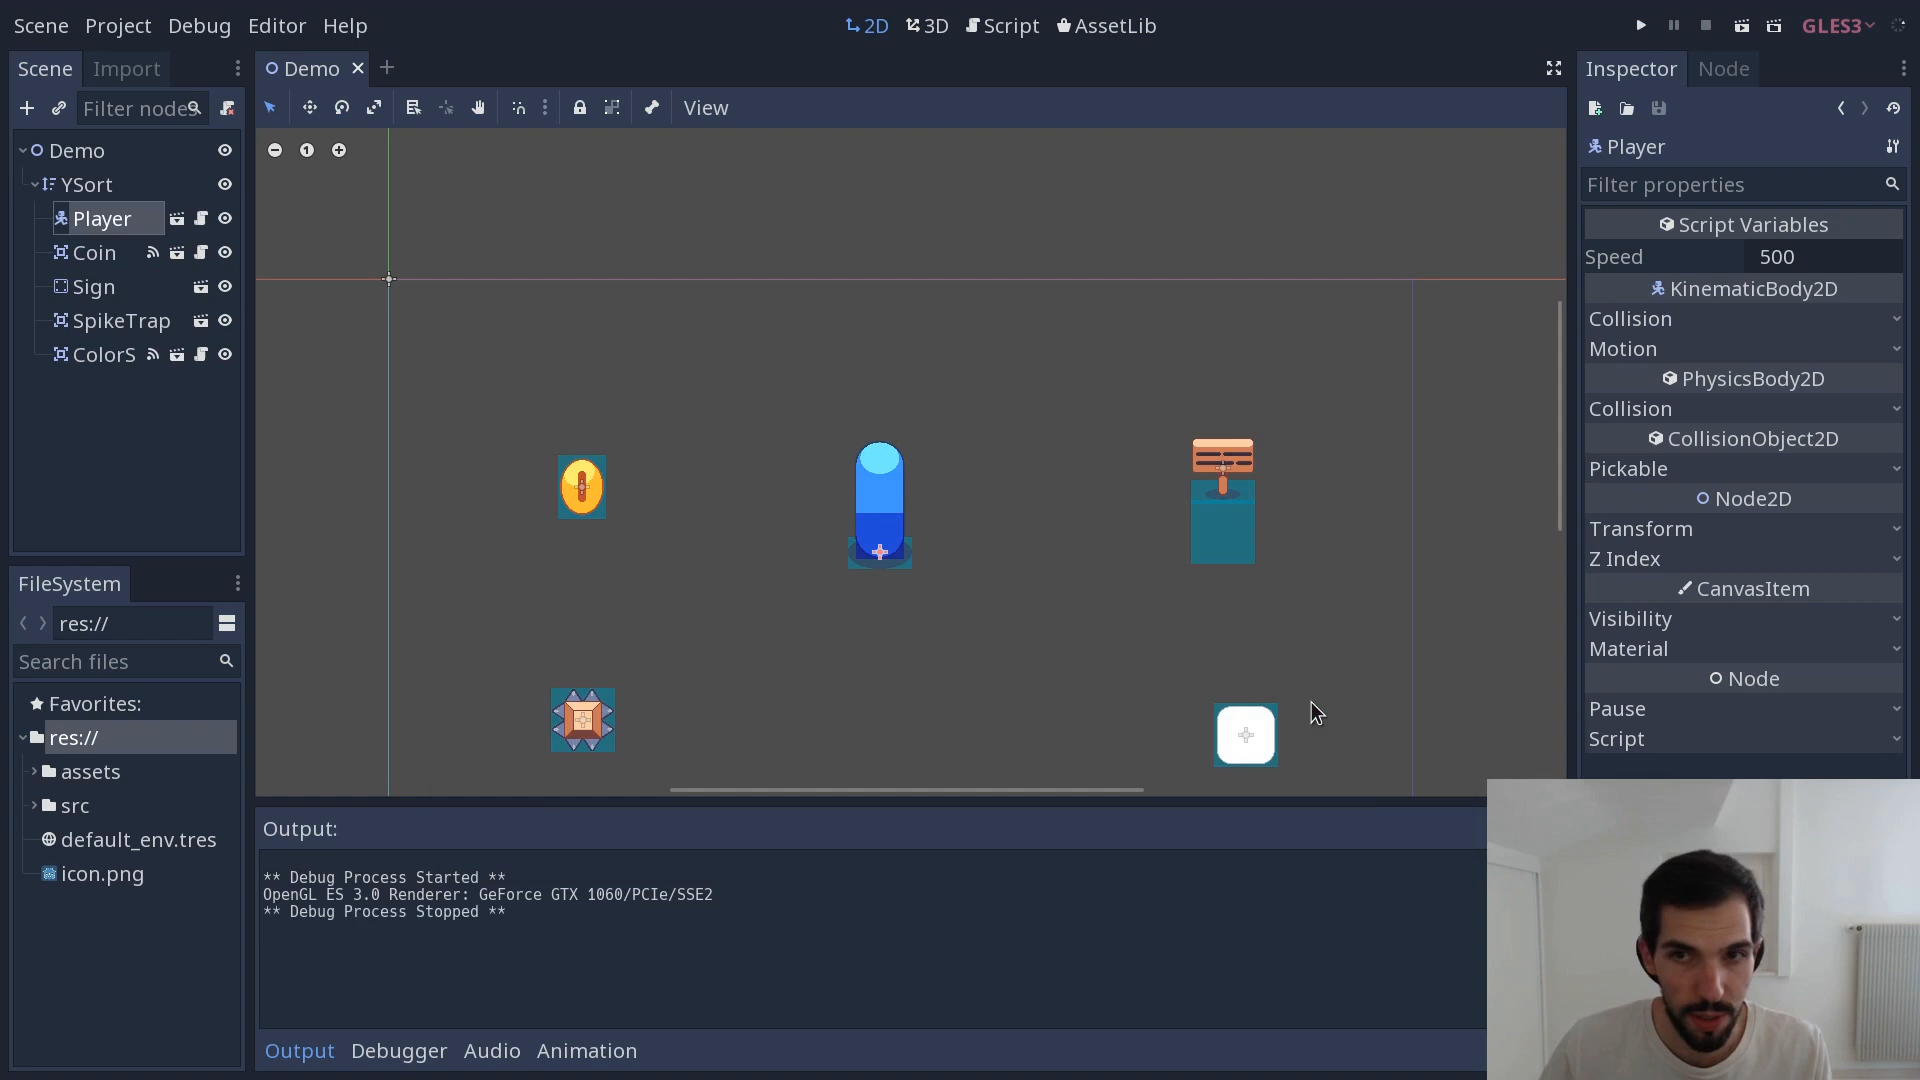 Scene Project Debug Editor Help
2D 3D Script AssetLib
GLES3
Scene Import
Filter nodes
Demo
YSort
Player
Coin
Sign
SpikeTrap
ColorS
FileSystem
res://
Search files
Favorites:
res://
assets
src
default_env.tres
icon.png
Demo
View
1
Output:
** Debug Process Started **
OpenGL ES 3.0 Renderer: GeForce GTX 1060/PCIe/SSE2
** Debug Process Stopped **
Output Debugger Audio Animation
Inspector Node
Player
Filter properties
Script Variables
Speed 500
KinematicBody2D
Collision
Motion
PhysicsBody2D
Collision
CollisionObject2D
Pickable
Node2D
Transform
Z Index
CanvasItem
Visibility
Material
Node
Pause
Script